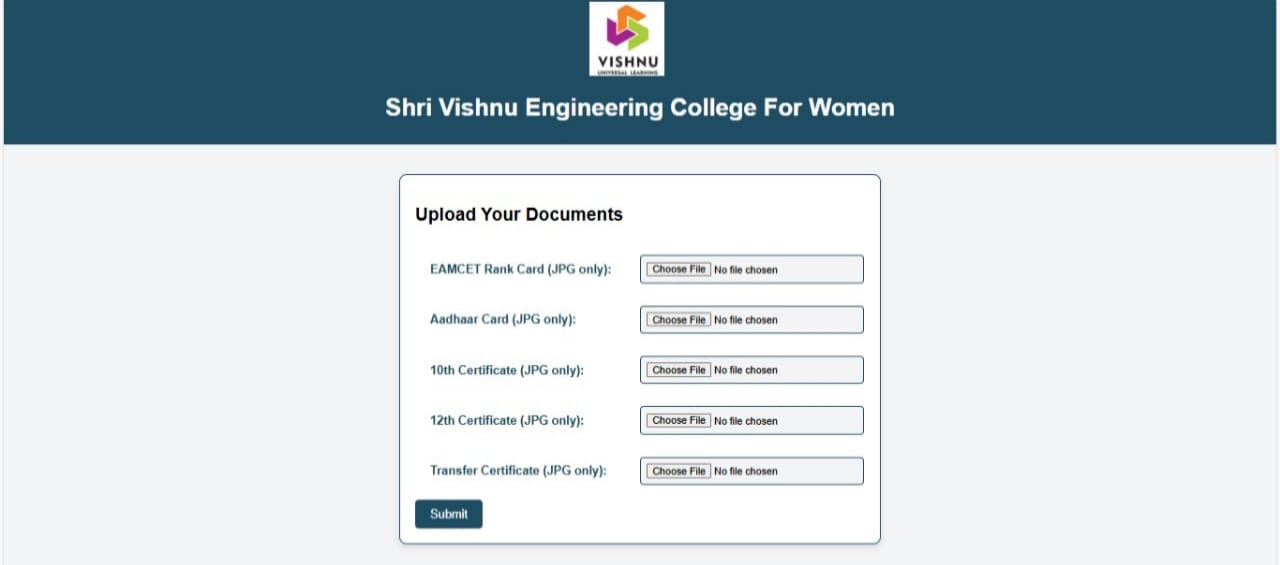 VISHNU
UNIVERSAL LEARNING
Shri Vishnu Engineering College For Women
Upload Your Documents
EAMCET Rank Card (JPG only): Choose File No file chosen
Aadhaar Card (JPG only): Choose File No file chosen
10th Certificate (JPG only): Choose File No file chosen
12th Certificate (JPG only): Choose File No file chosen
Transfer Certificate (JPG only): Choose File No file chosen
Submit